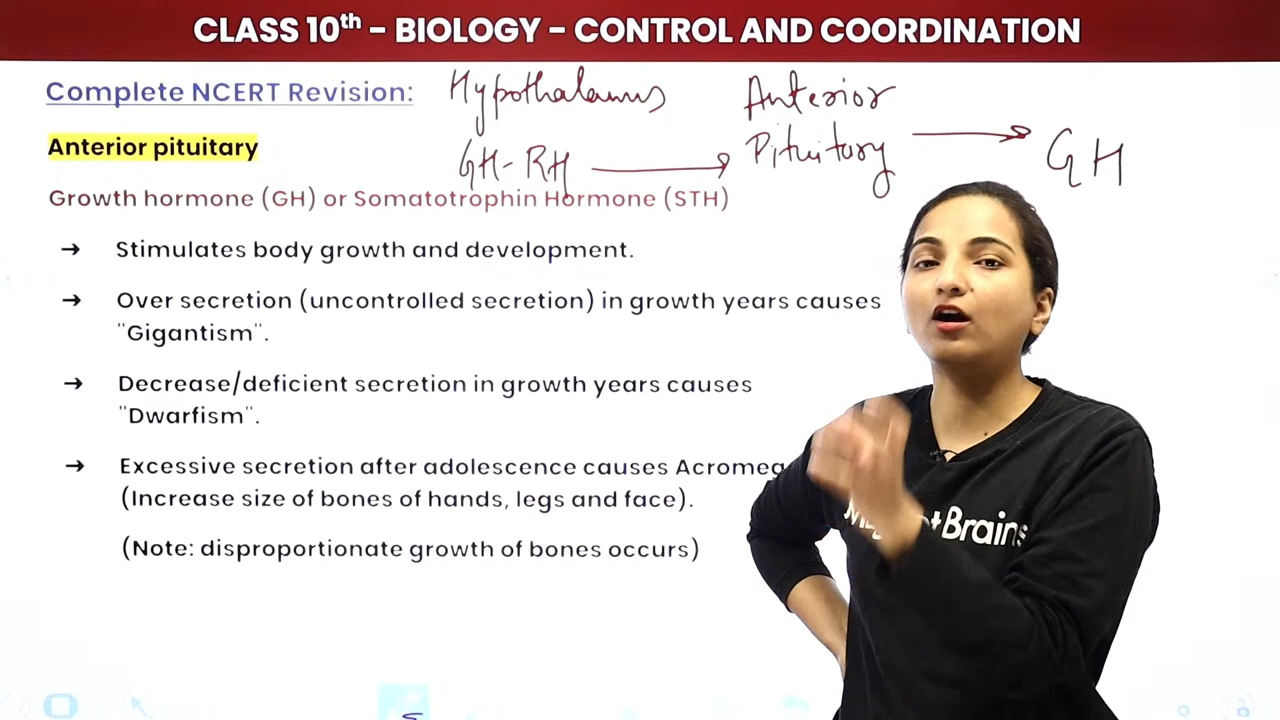 CLASS 10th - BIOLOGY - CONTROL AND COORDINATION
Complete NCERT Revision:
Hypothalamus
Anterior
Anterior pituitary
GH-RH
Pituitory
GH
Growth hormone (GH) or Somatotrophin Hormone (STH)
→ Stimulates body growth and development.
→ Over secretion (uncontrolled secretion) in growth years causes
"Gigantism".
→ Decrease/deficient secretion in growth years causes
"Dwarfism".
→ Excessive secretion after adolescence causes Acromeg
(Increase size of bones of hands, legs and face).
(Note: disproportionate growth of bones occurs)
Brains